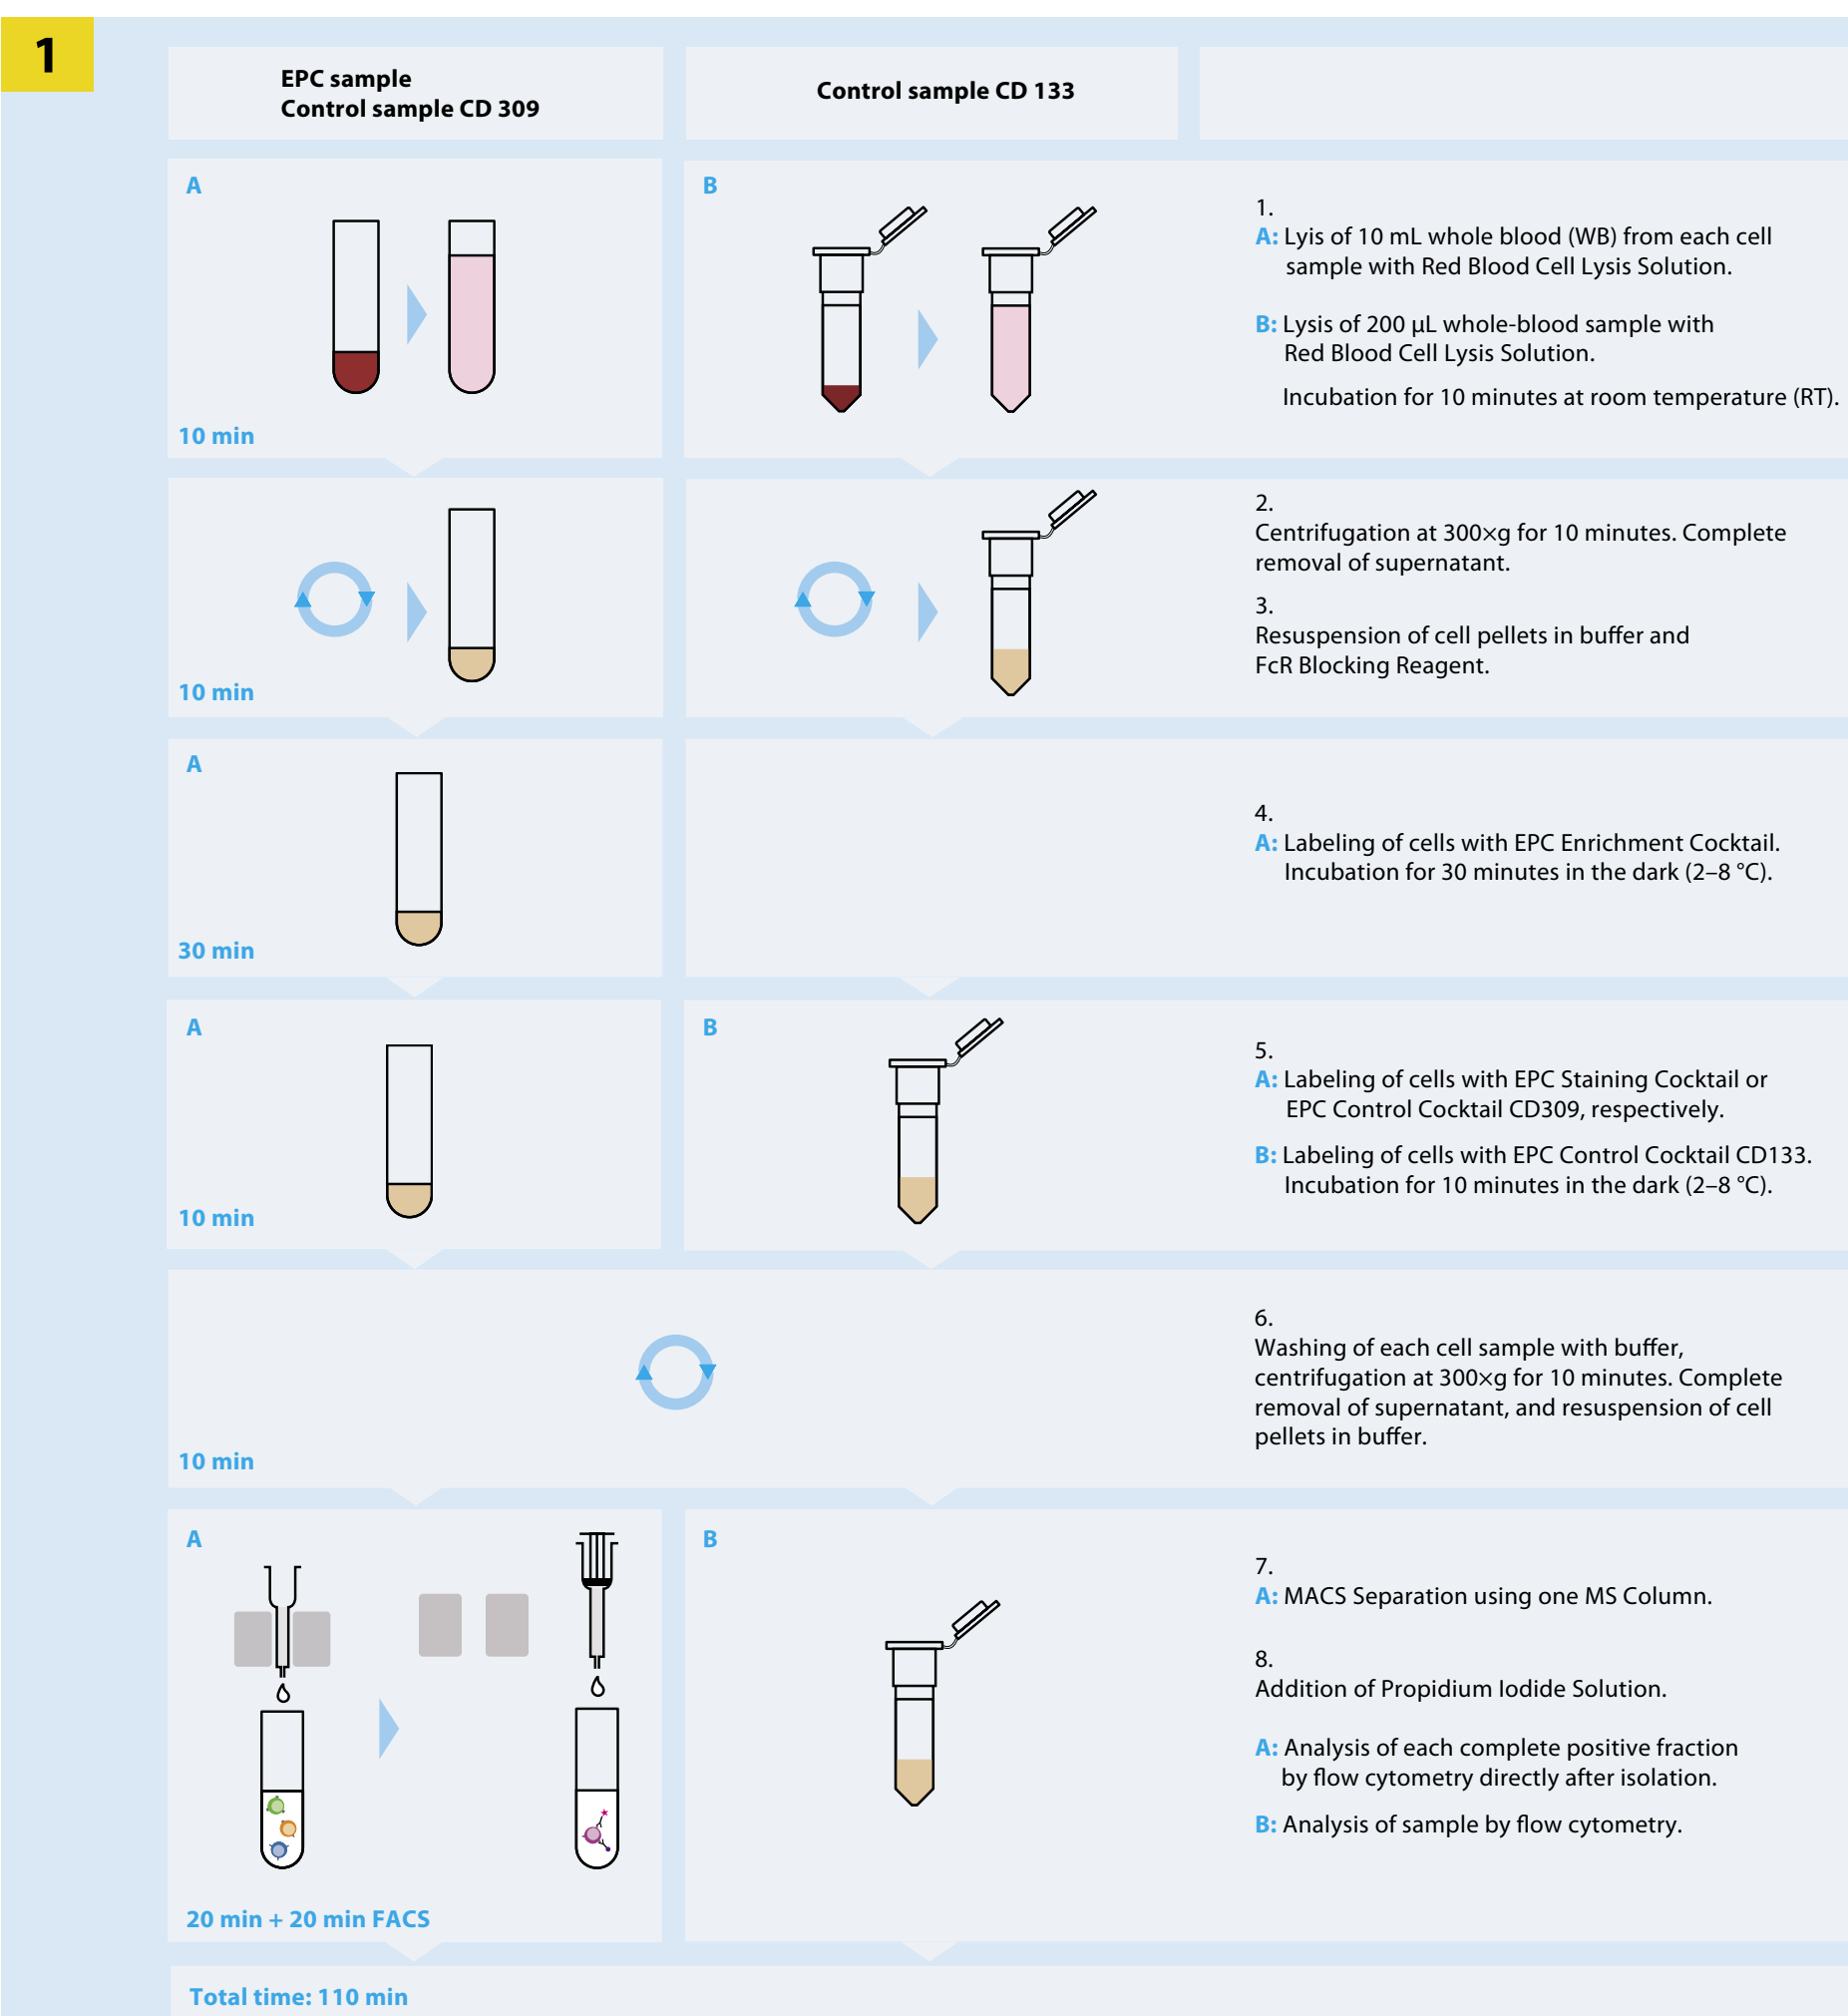 1
EPC sample
Control sample CD 309
Control sample CD 133
A
B
1.
A: Lyis of 10 mL whole blood (WB) from each cell
sample with Red Blood Cell Lysis Solution.
B: Lysis of 200 µL whole-blood sample with
Red Blood Cell Lysis Solution.
Incubation for 10 minutes at room temperature (RT).
10 min
2.
Centrifugation at 300×g for 10 minutes. Complete
removal of supernatant.
3.
Resuspension of cell pellets in buffer and
FcR Blocking Reagent.
10 min
A
4.
A: Labeling of cells with EPC Enrichment Cocktail.
Incubation for 30 minutes in the dark (2–8 °C).
30 min
A
B
5.
A: Labeling of cells with EPC Staining Cocktail or
EPC Control Cocktail CD309, respectively.
B: Labeling of cells with EPC Control Cocktail CD133.
Incubation for 10 minutes in the dark (2–8 °C).
10 min
6.
Washing of each cell sample with buffer,
centrifugation at 300×g for 10 minutes. Complete
removal of supernatant, and resuspension of cell
pellets in buffer.
10 min
A
B
7.
A: MACS Separation using one MS Column.
8.
Addition of Propidium Iodide Solution.
A: Analysis of each complete positive fraction
by flow cytometry directly after isolation.
B: Analysis of sample by flow cytometry.
20 min + 20 min FACS
Total time: 110 min